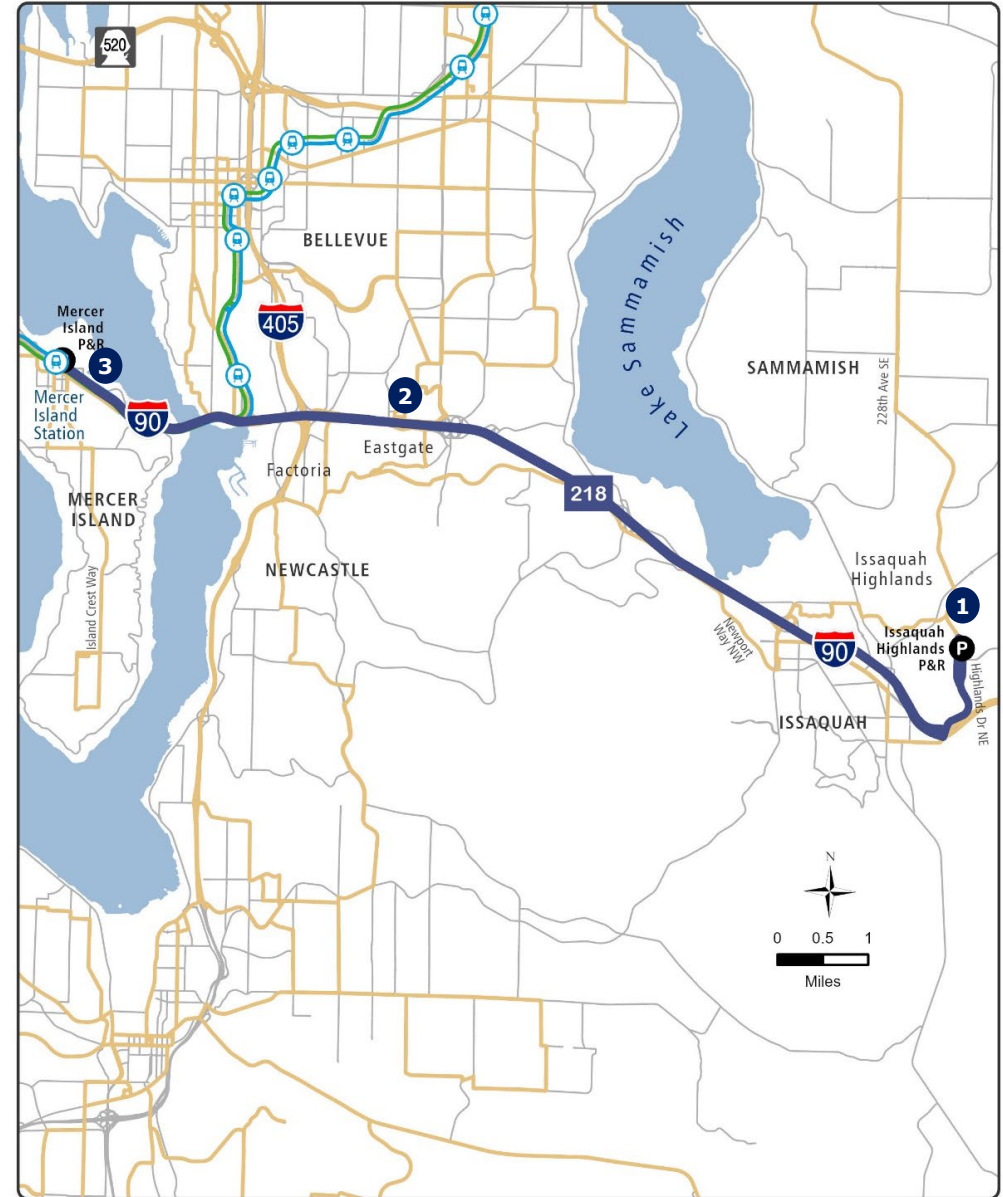 520
BELLEVUE
405
Mercer
Island
P&R
3
Mercer
Island
Station
90
2
Eastgate
Factoria
218
Lake Sammamish
SAMMAMISH
228th Ave SE
MERCER
ISLAND
Island Crest Way
NEWCASTLE
Issaquah
Highlands
1
Issaquah
Highlands
P&R
P
Newport
Way NW
90
Highlands Dr NE
ISSAQUAH
N
0 0.5 1
Miles